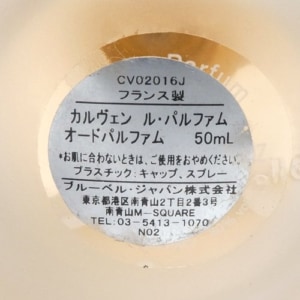 Parfum
CV02016J
フランス製
カルヴェン ル・パルファム
オードパルファム 50mL
*お肌に合わないときは、ご使用をおやめください。
プラスチック:キャップ、スプレー
ブルーベル・ジャパン株式会社
東京都港区南青山2丁目2番3号
南青山M-SQUARE
TEL:03-5413-1070
N02